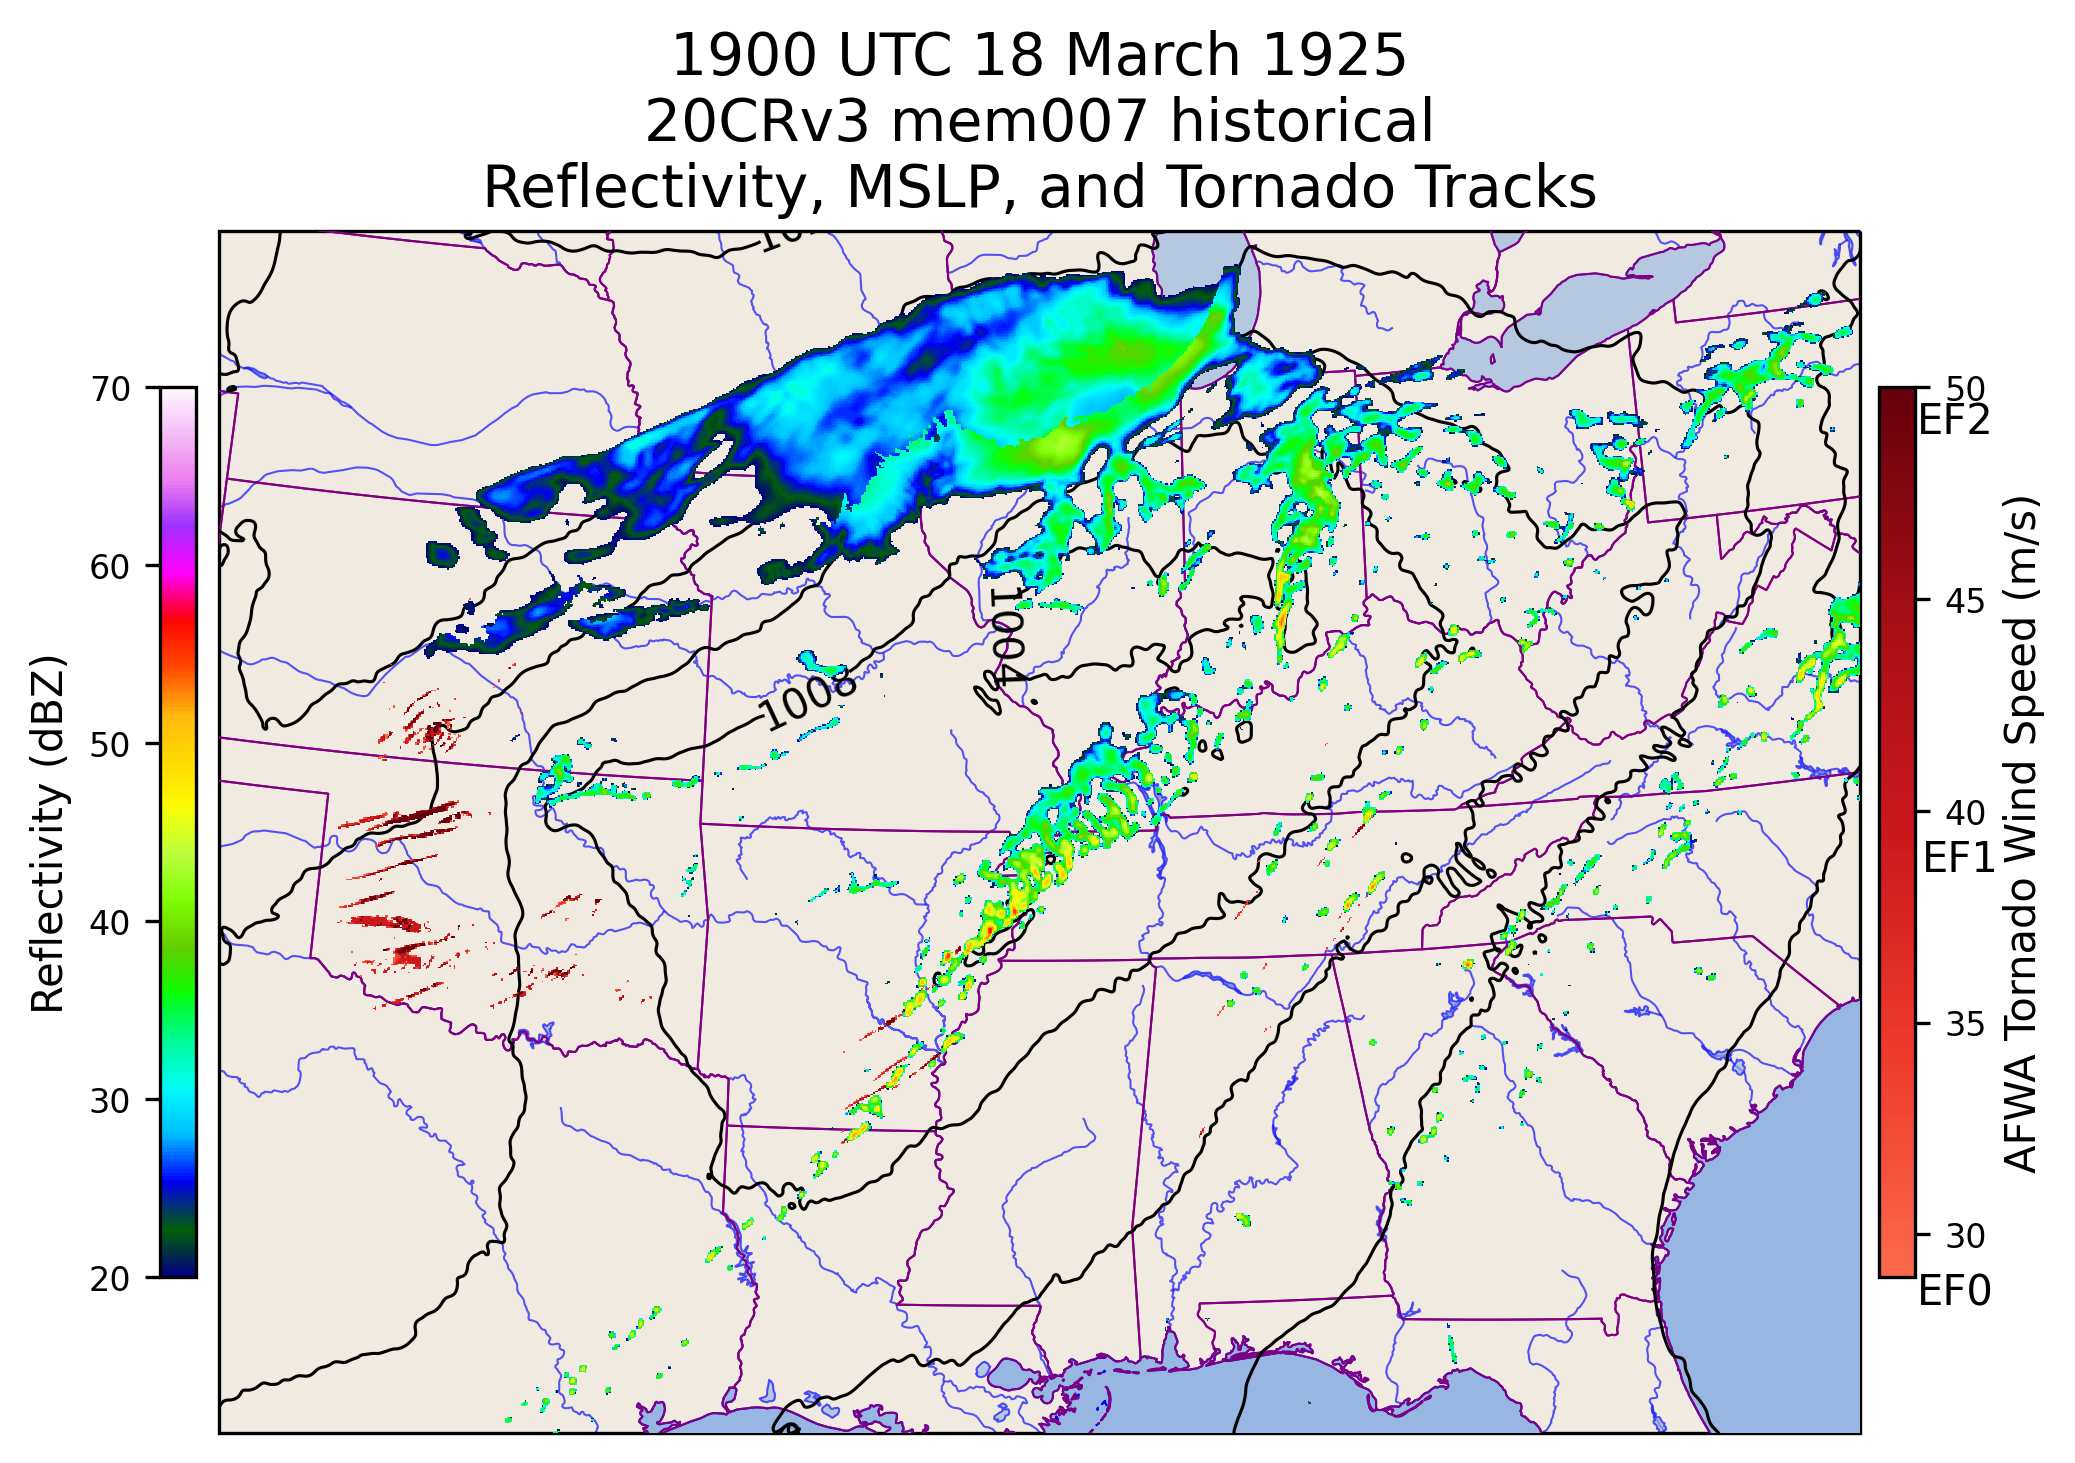 1900 UTC 18 March 1925
20CRv3 mem007 historical
Reflectivity, MSLP, and Tornado Tracks
70
60
50
40
30
20
Reflectivity (dBZ)
1004
1008
50
EF2
45
40
EF1
35
30
EF0
AFWA Tornado Wind Speed (m/s)